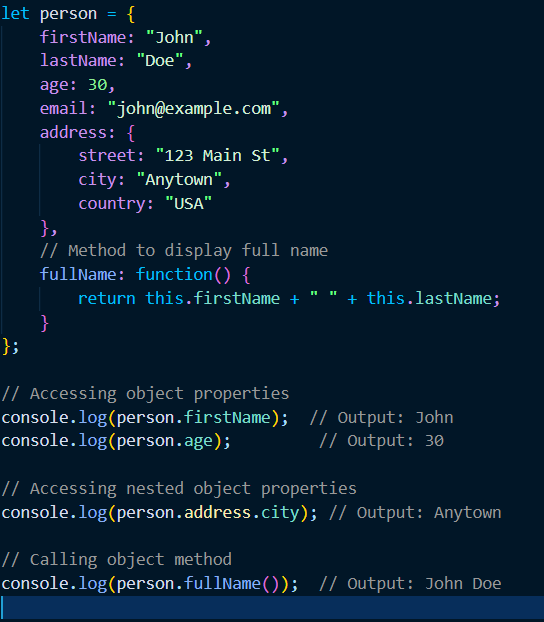 let person = {
    firstName: "John",
    lastName: "Doe",
    age: 30,
    email: "john@example.com",
    address: {
        street: "123 Main St",
        city: "Anytown",
        country: "USA"
    },
    // Method to display full name
    fullName: function() {
        return this.firstName + " " + this.lastName;
    }
};

// Accessing object properties
console.log(person.firstName);  // Output: John
console.log(person.age);         // Output: 30

// Accessing nested object properties
console.log(person.address.city); // Output: Anytown

// Calling object method
console.log(person.fullName());  // Output: John Doe